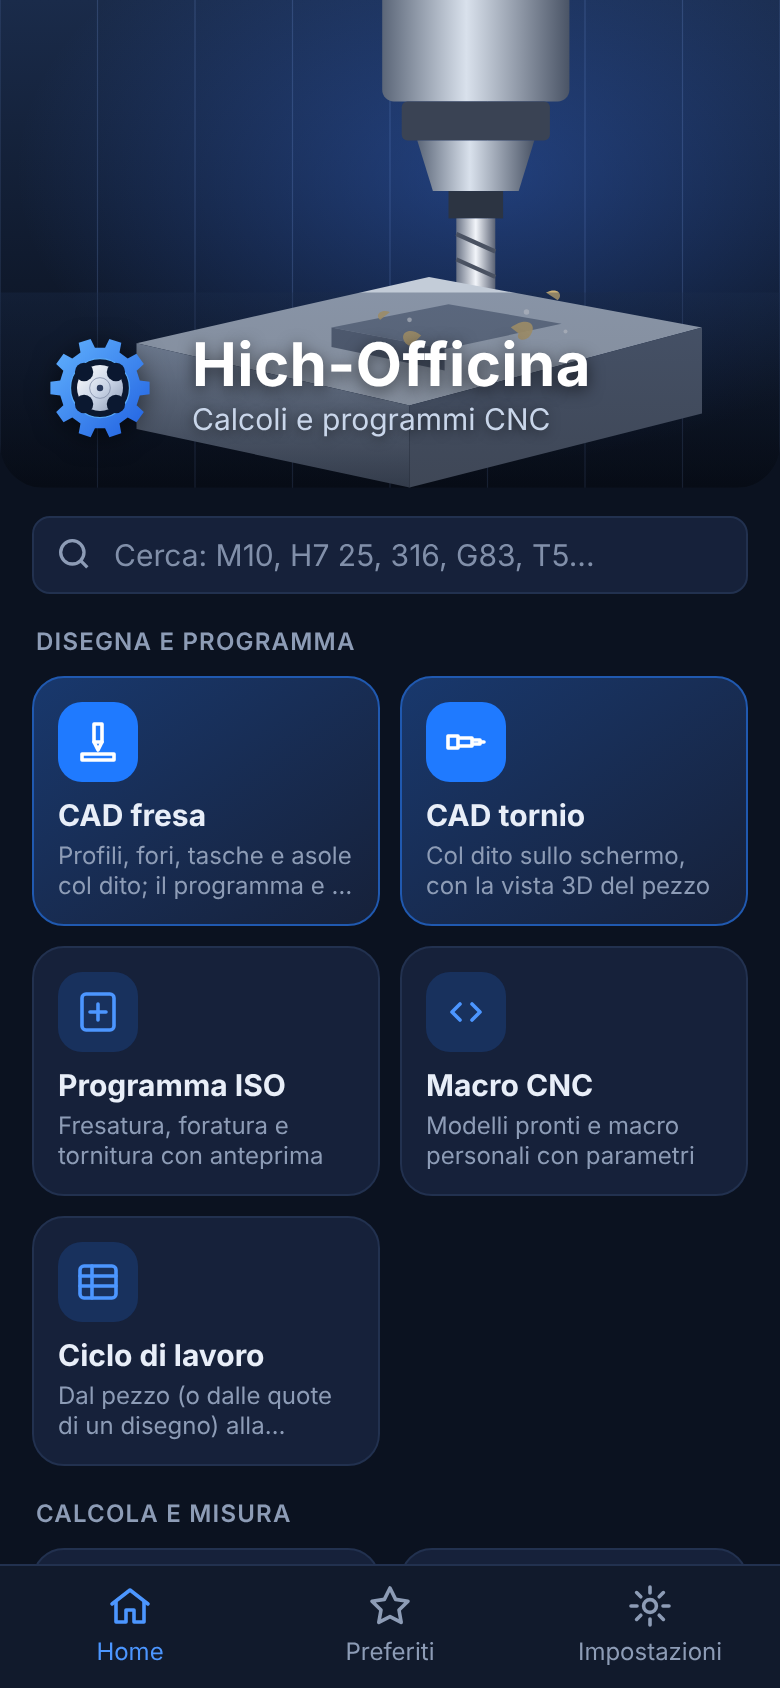 Hich-Officina
Calcoli e programmi CNC
Cerca: M10, H7 25, 316, G83, T5...
DISEGNA E PROGRAMMA
CAD fresa
Profili, fori, tasche e asole
col dito; il programma e ...
CAD tornio
Col dito sullo schermo,
con la vista 3D del pezzo
Programma ISO
Fresatura, foratura e
tornitura con anteprima
Macro CNC
Modelli pronti e macro
personali con parametri
Ciclo di lavoro
Dal pezzo (o dalle quote
di un disegno) alla...
CALCOLA E MISURA
Home
Preferiti
Impostazioni